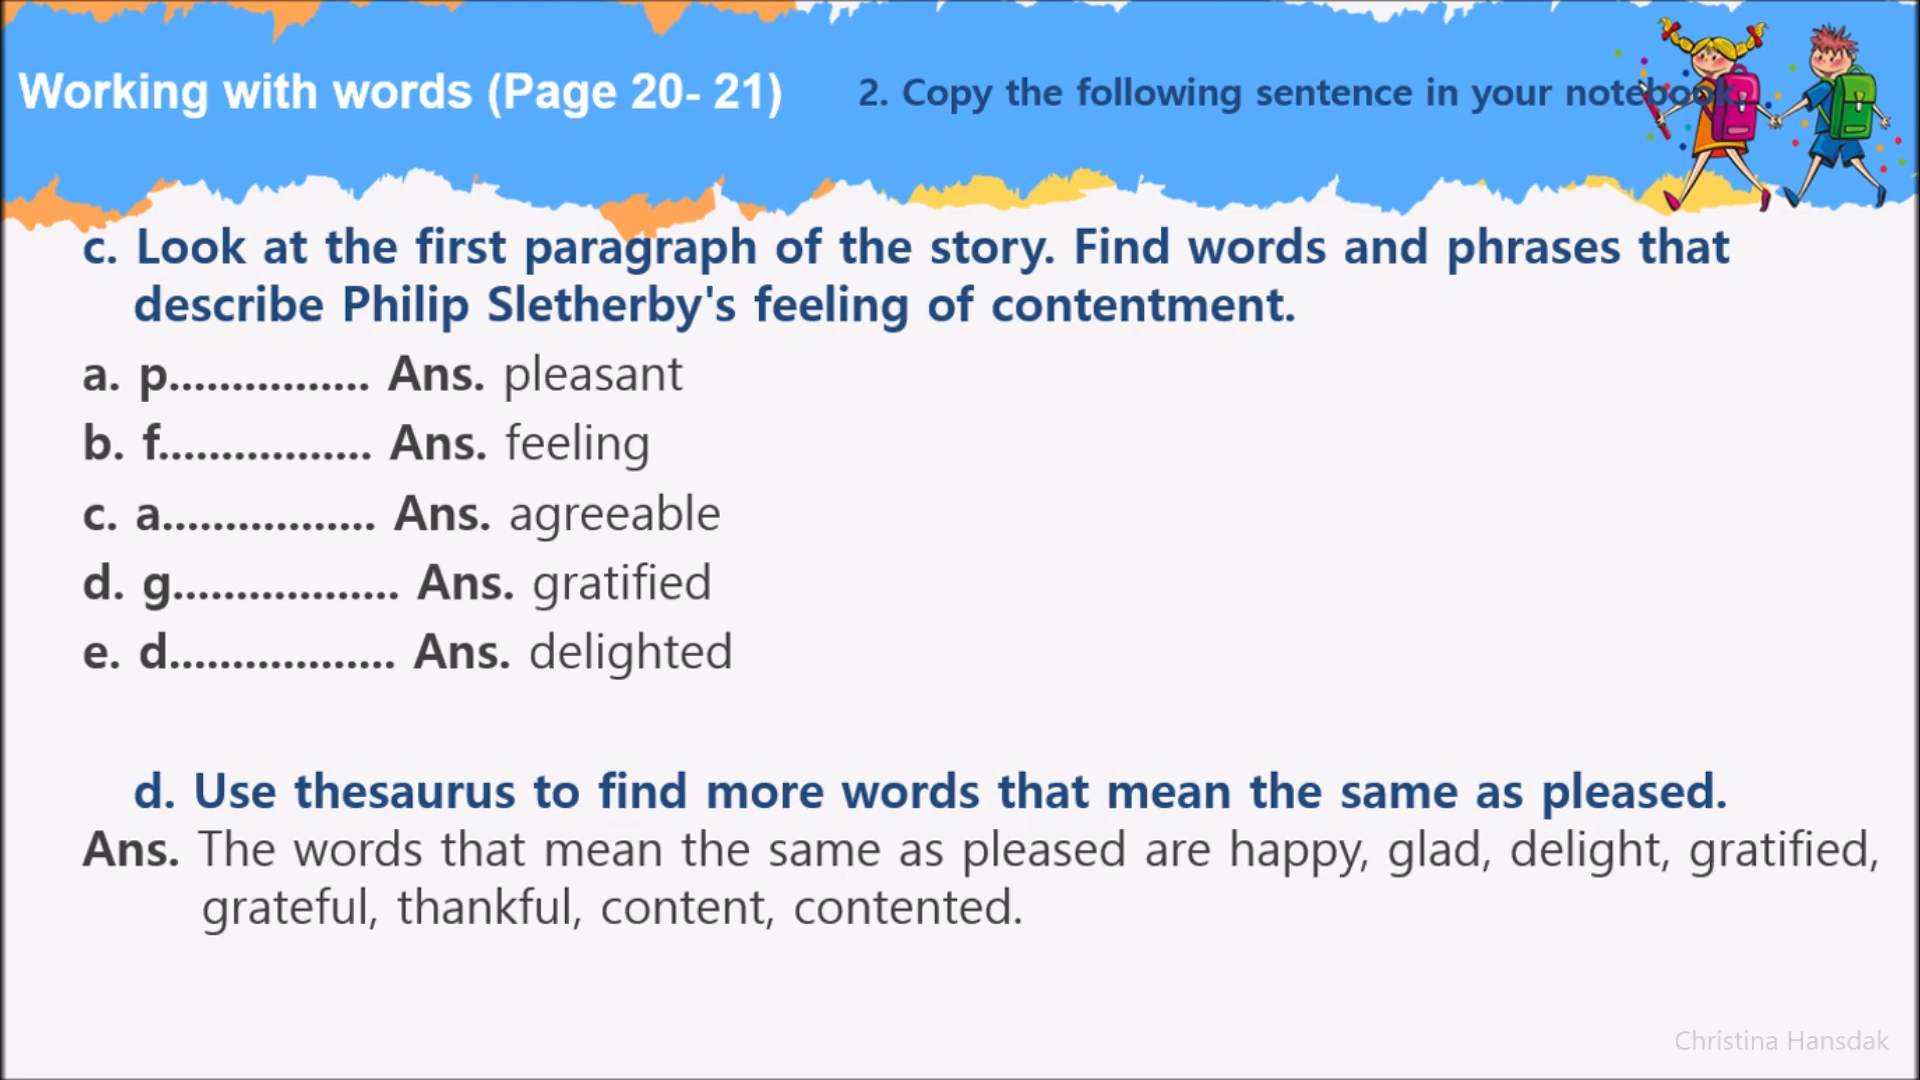 Working with words (Page 20- 21)
2. Copy the following sentence in your notebook.
c. Look at the first paragraph of the story. Find words and phrases that
describe Philip Sletherby's feeling of contentment.
a. p................ Ans. pleasant
b. f................. Ans. feeling
c. a................. Ans. agreeable
d. g.................. Ans. gratified
e. d.................. Ans. delighted
d. Use thesaurus to find more words that mean the same as pleased.
Ans. The words that mean the same as pleased are happy, glad, delight, gratified,
grateful, thankful, content, contented.
Christina Hansdak